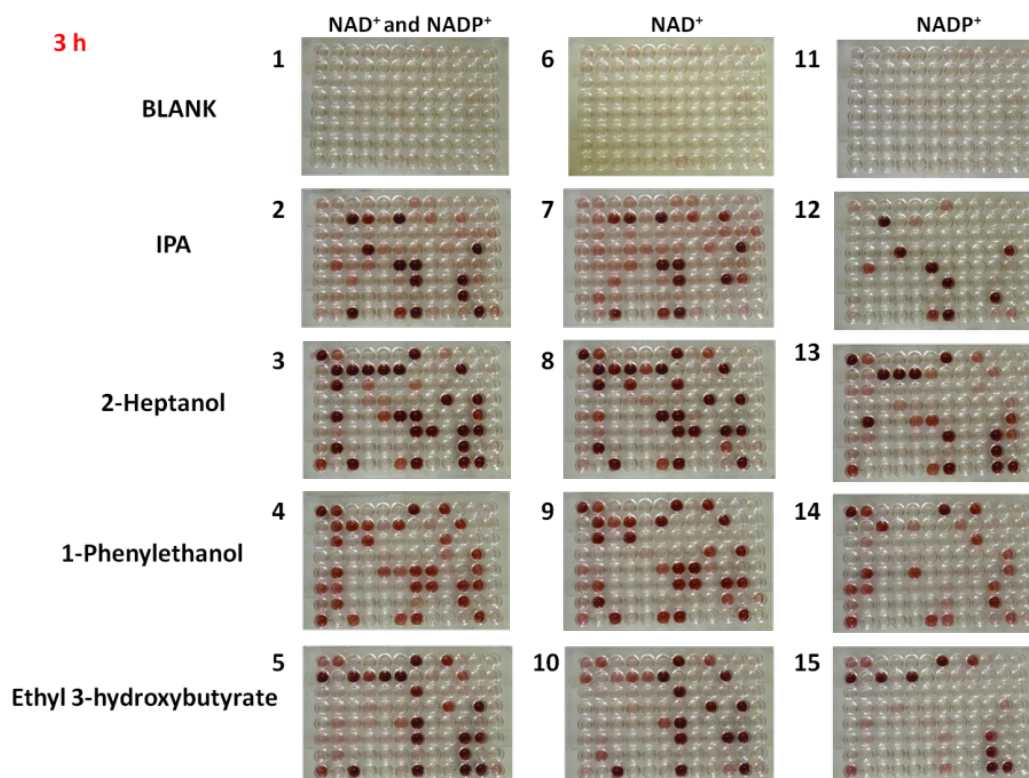 NAD⁺ and NADP⁺ NAD⁺ NADP⁺
3 h
1 6 11
BLANK
2 7 12
IPA
3 8 13
2-Heptanol
4 9 14
1-Phenylethanol
5 10 15
Ethyl 3-hydroxybutyrate